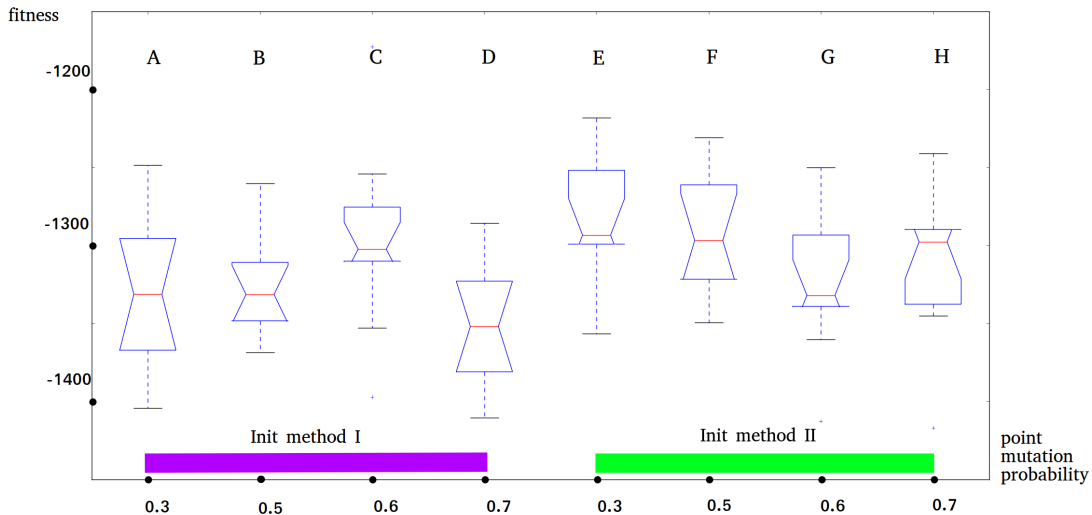 fitness
A B C D E F G H
-1200
-1300
-1400
Init method I
Init method II
point
mutation
probability
0.3 0.5 0.6 0.7 0.3 0.5 0.6 0.7